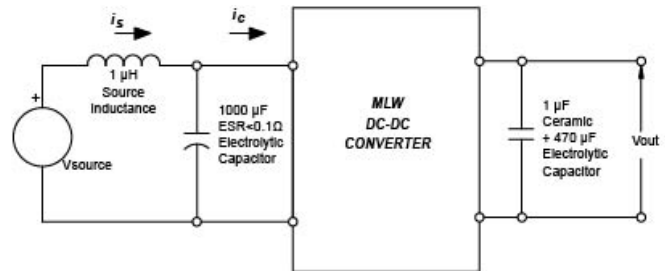 is
ic
+
1 µH
Source
Inductance
Vsource
1000 µF
ESR<0.1Ω
Electrolytic
Capacitor
MLW
DC-DC
CONVERTER
1 µF
Ceramic
+ 470 µF
Electrolytic
Capacitor
Vout